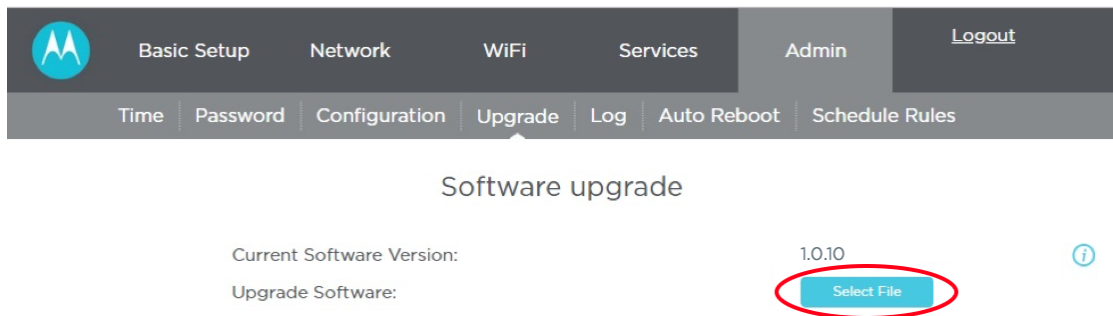 Basic Setup Network WiFi Services Admin Logout
Time Password Configuration Upgrade Log Auto Reboot Schedule Rules
Software upgrade
Current Software Version: 1.0.10
Upgrade Software: Select File